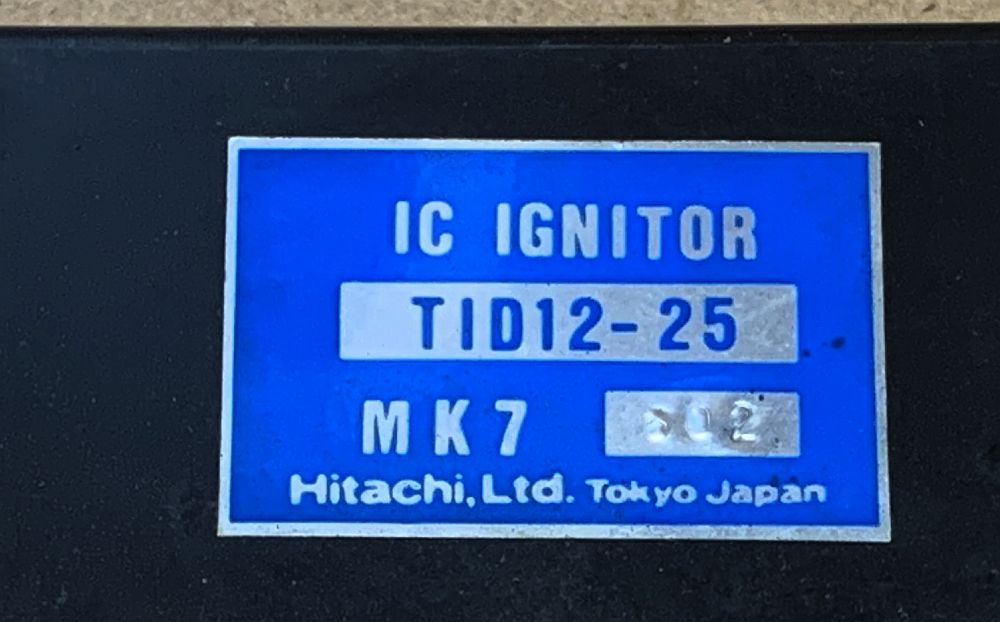 IC IGNITOR
TID12-25
MK7
Hitachi, Ltd. Tokyo Japan